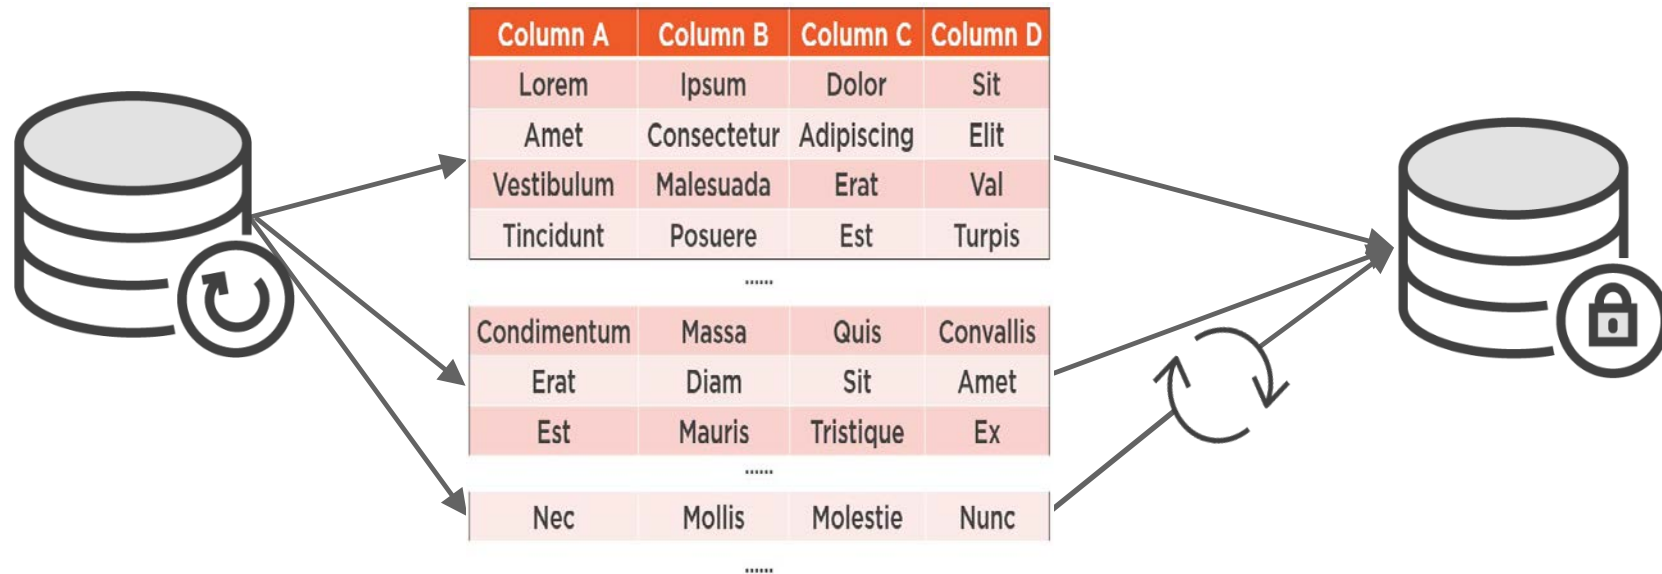 Column A Column B Column C Column D
Lorem Ipsum Dolor Sit
Amet Consectetur Adipiscing Elit
Vestibulum Malesuada Erat Val
Tincidunt Posuere Est Turpis
......
Condimentum Massa Quis Convallis
Erat Diam Sit Amet
Est Mauris Tristique Ex
......
Nec Mollis Molestie Nunc
......